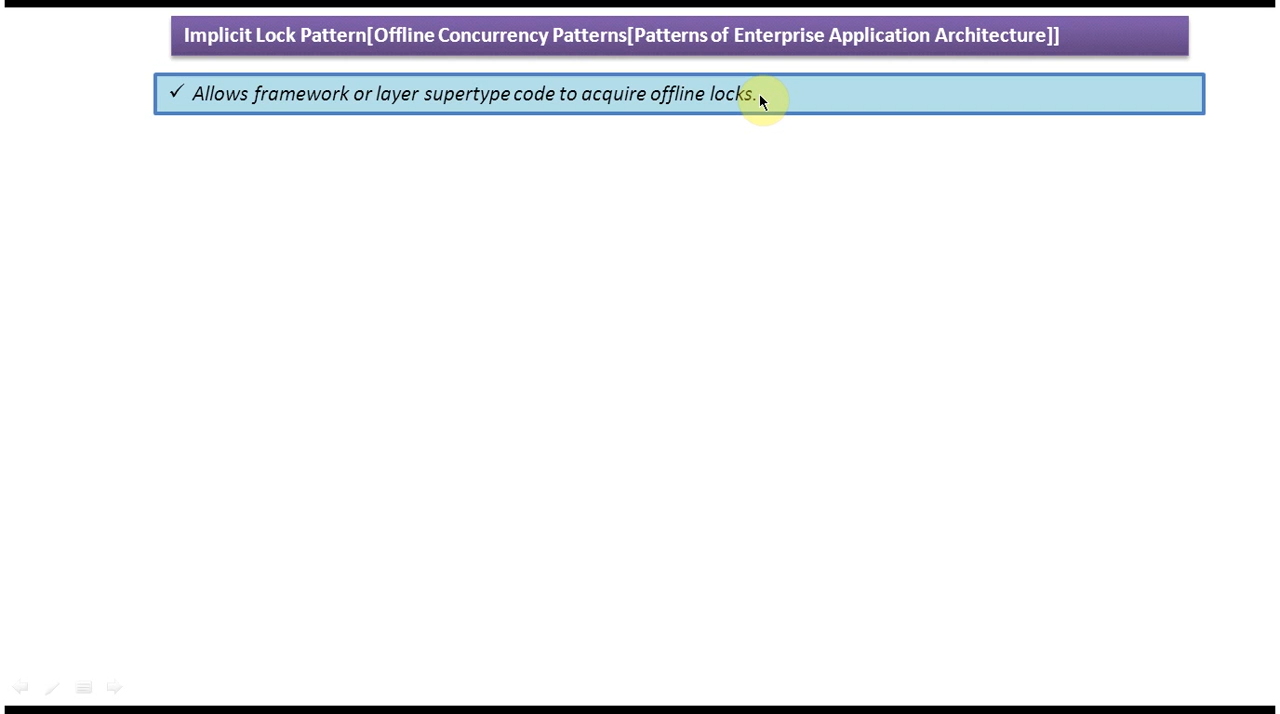 Implicit Lock Pattern[Offline Concurrency Patterns[Patterns of Enterprise Application Architecture]]
✓ Allows framework or layer supertype code to acquire offline locks.